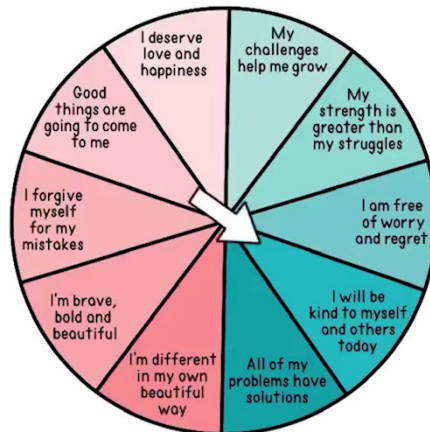 I deserve
love and
happiness
My
challenges
help me grow
My
strength is
greater than
my struggles
I am free
of worry
and regret
I will be
kind to myself
and others
today
All of my
problems have
solutions
I'm different
in my own
beautiful
way
I'm brave,
bold and
beautiful
I forgive
myself
for my
mistakes
Good
things are
going to come
to me